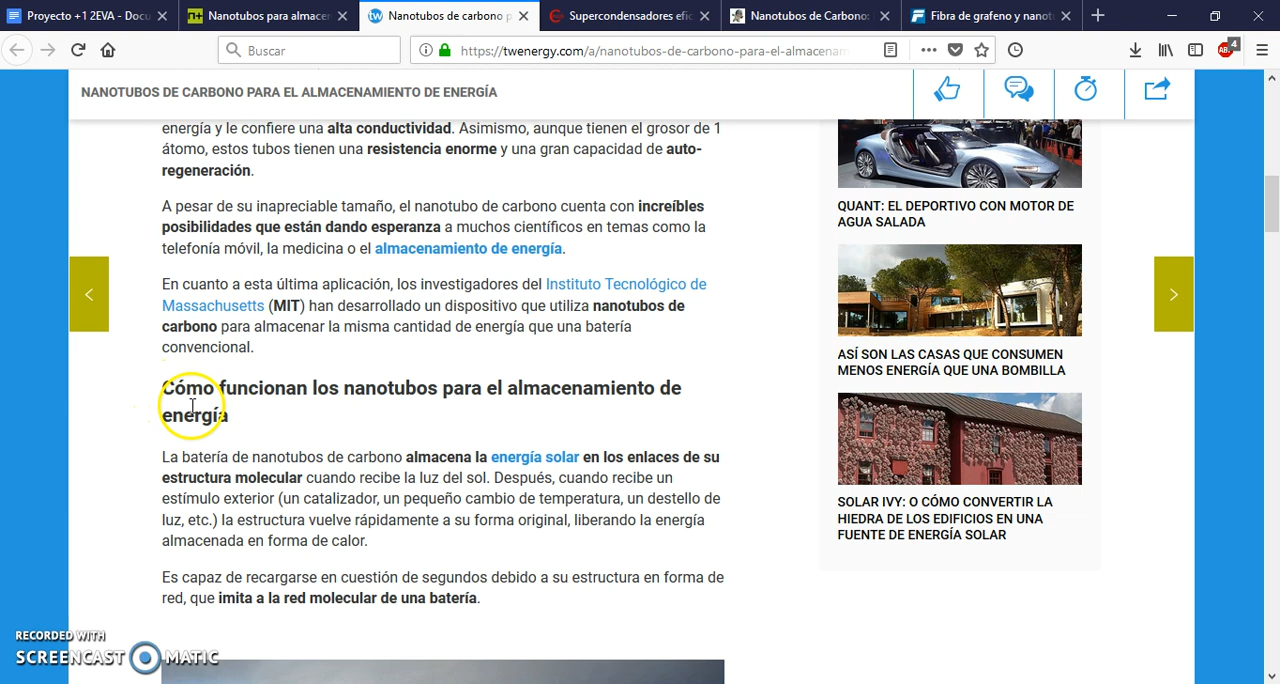 Proyecto +1 2EVA - Docu
Nanotubos para almacer
Nanotubos de carbono p
Supercondensadores efic
Nanotubos de Carbono:
Fibra de grafeno y nanot
Buscar
https://twenergy.com/a/nanotubos-de-carbono-para-el-almacenam
4
NANOTUBOS DE CARBONO PARA EL ALMACENAMIENTO DE ENERGÍA
energía y le confiere una alta conductividad. Asimismo, aunque tienen el grosor de 1
átomo, estos tubos tienen una resistencia enorme y una gran capacidad de auto-
regeneración.
A pesar de su inapreciable tamaño, el nanotubo de carbono cuenta con increíbles
posibilidades que están dando esperanza a muchos científicos en temas como la
telefonía móvil, la medicina o el almacenamiento de energía.
En cuanto a esta última aplicación, los investigadores del Instituto Tecnológico de
Massachusetts (MIT) han desarrollado un dispositivo que utiliza nanotubos de
carbono para almacenar la misma cantidad de energía que una batería
convencional.
Cómo funcionan los nanotubos para el almacenamiento de
energía
La batería de nanotubos de carbono almacena la energía solar en los enlaces de su
estructura molecular cuando recibe la luz del sol. Después, cuando recibe un
estímulo exterior (un catalizador, un pequeño cambio de temperatura, un destello de
luz, etc.) la estructura vuelve rápidamente a su forma original, liberando la energía
almacenada en forma de calor.
Es capaz de recargarse en cuestión de segundos debido a su estructura en forma de
red, que imita a la red molecular de una batería.
QUANT: EL DEPORTIVO CON MOTOR DE
AGUA SALADA
ASÍ SON LAS CASAS QUE CONSUMEN
MENOS ENERGÍA QUE UNA BOMBILLA
SOLAR IVY: O CÓMO CONVERTIR LA
HIEDRA DE LOS EDIFICIOS EN UNA
FUENTE DE ENERGÍA SOLAR
RECORDED WITH
SCREENCAST MATIC